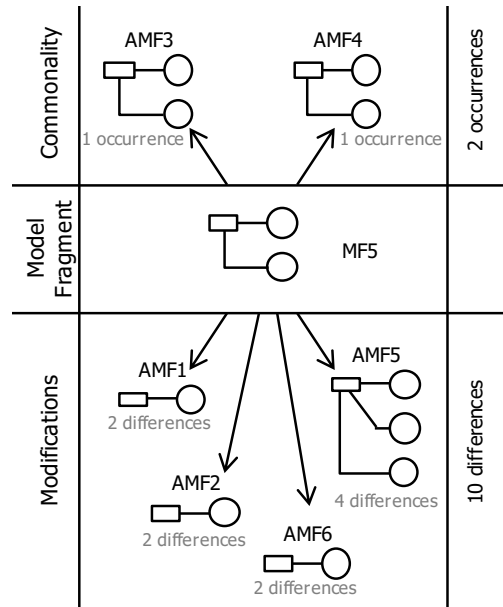 Commonality
AMF3
AMF4
1 occurrence
1 occurrence
2 occurrences
Model
Fragment
MF5
Modifications
AMF1
2 differences
AMF5
4 differences
AMF2
2 differences
AMF6
2 differences
10 differences